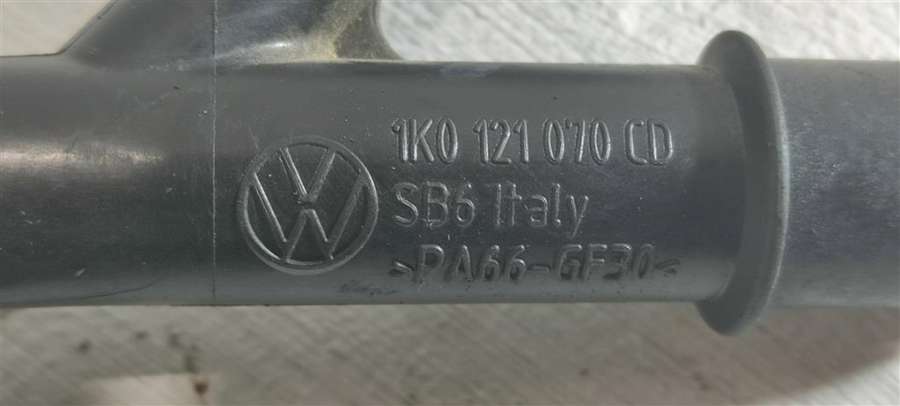 1K0 121 070 CD
SB6 Italy
>PA66-GF30<